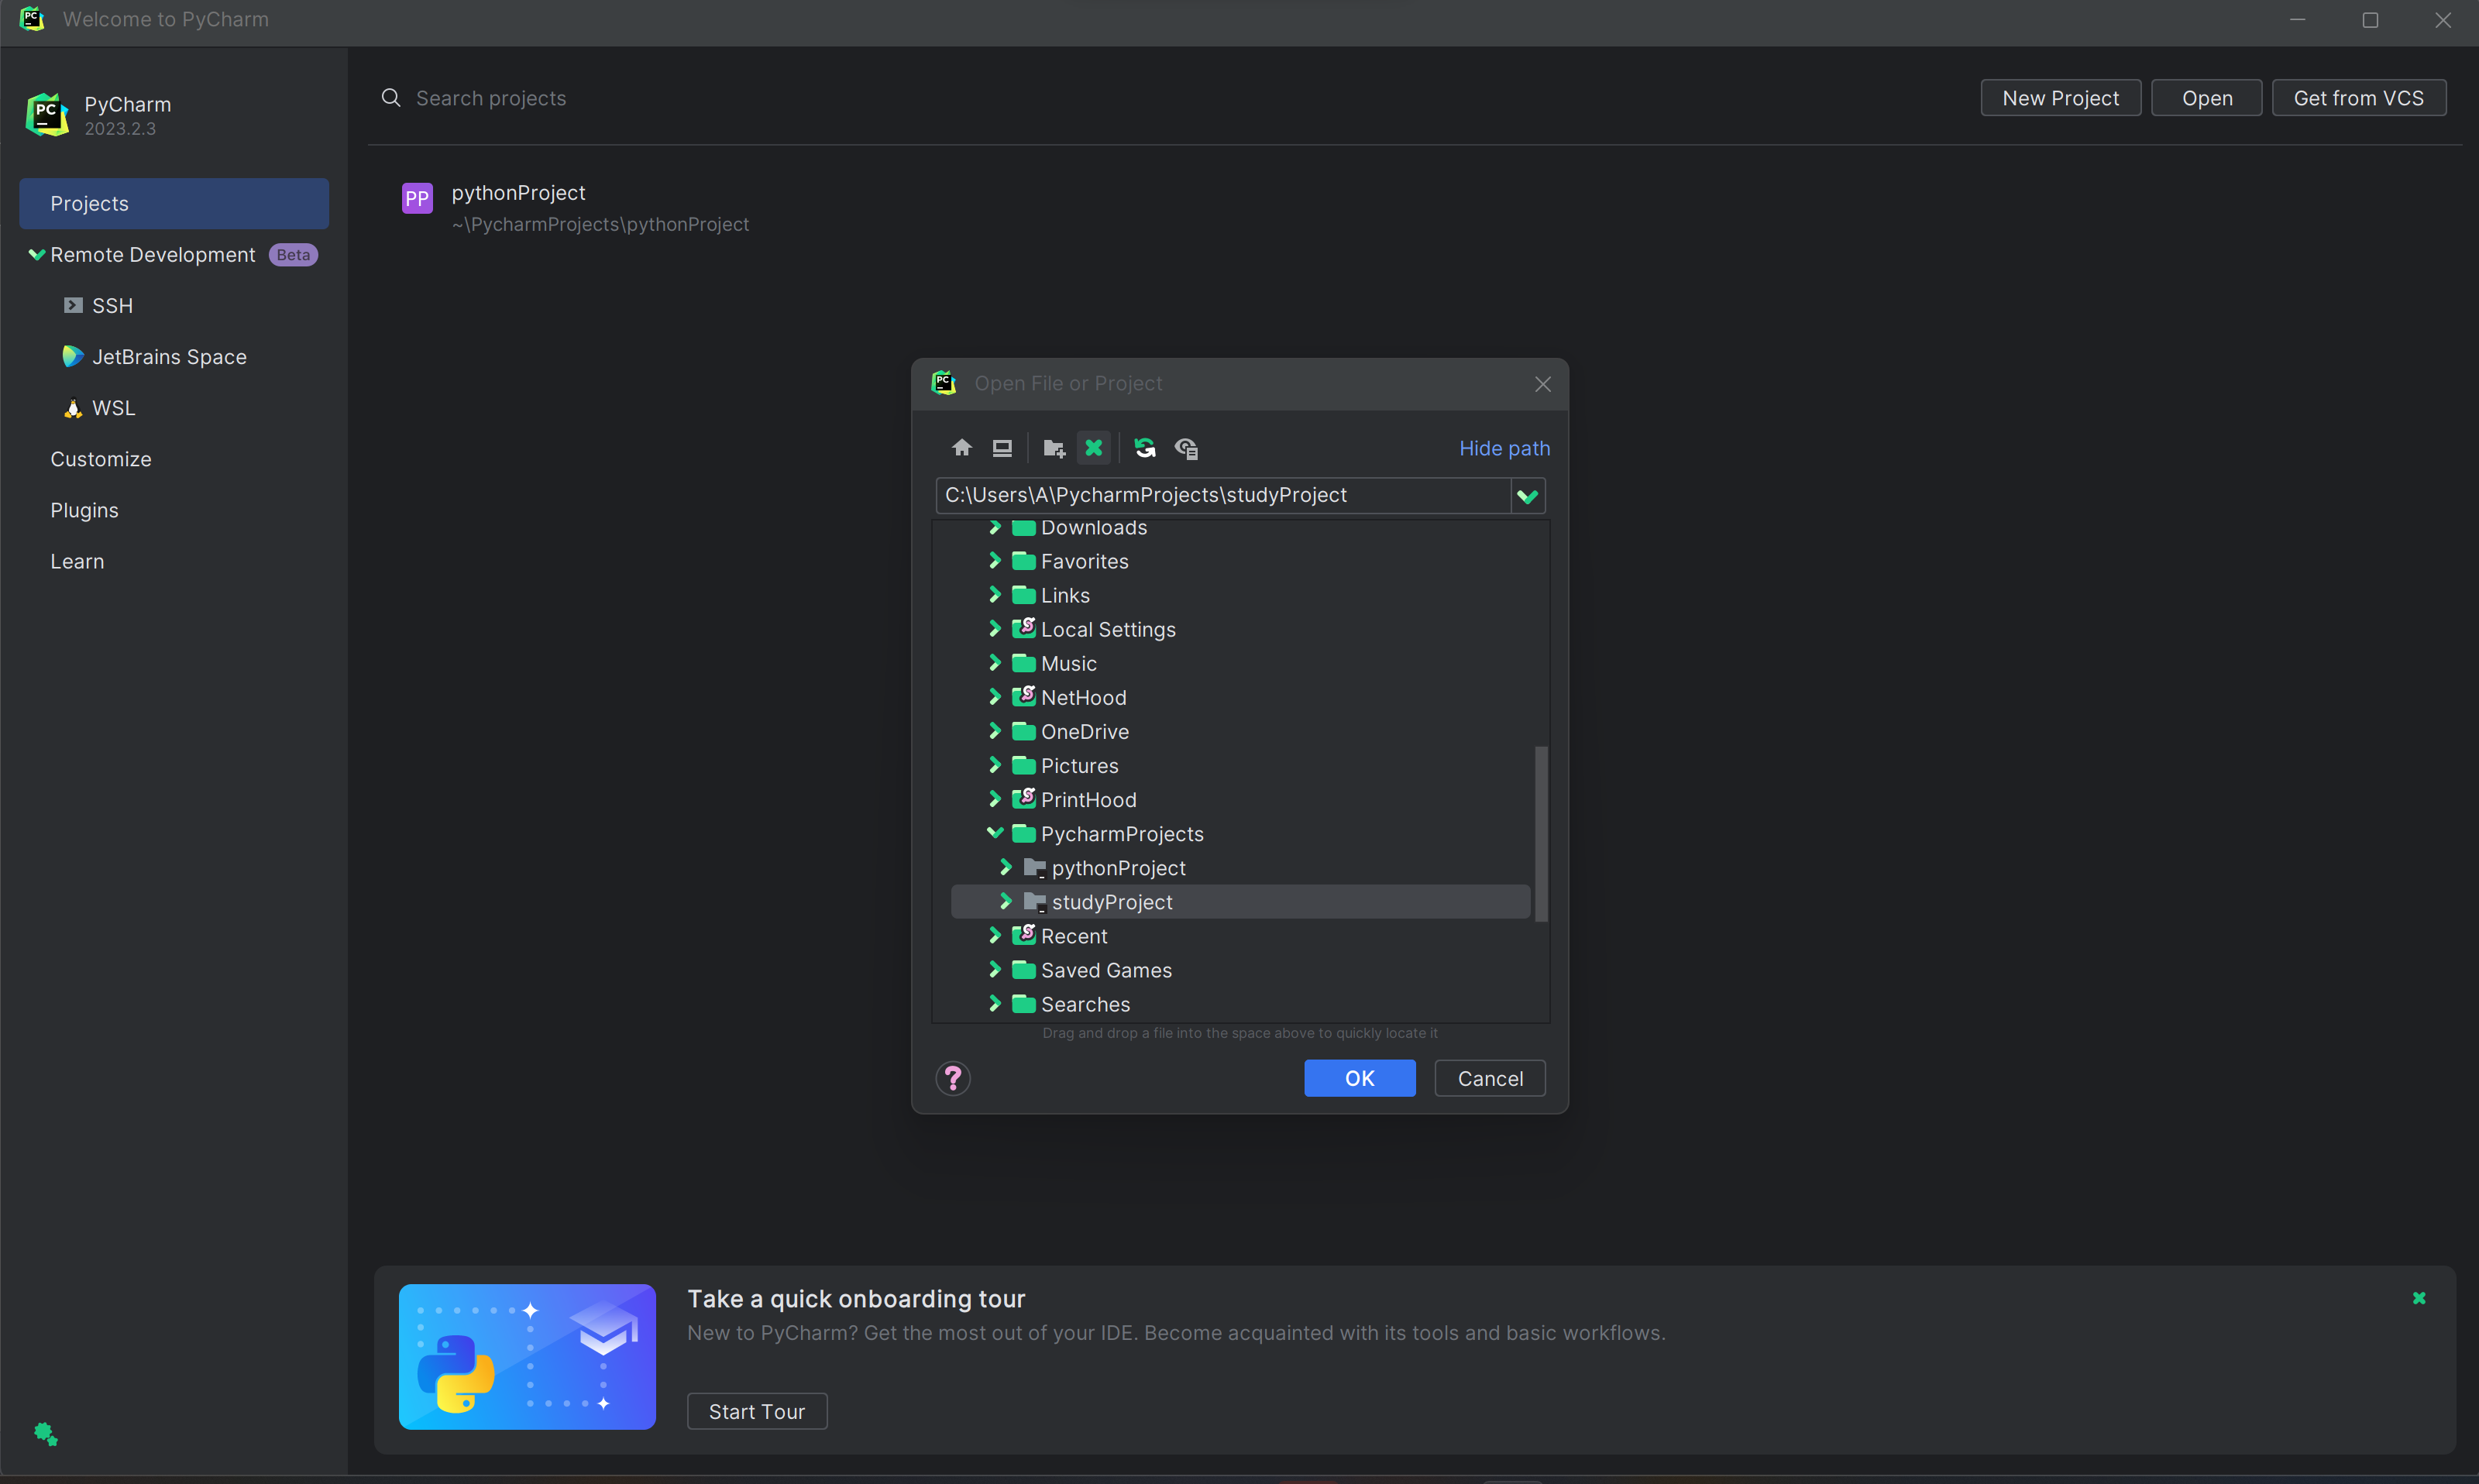 Welcome to PyCharm
PyCharm
2023.2.3
Search projects
New Project
Open
Get from VCS
Projects
Remote Development Beta
SSH
JetBrains Space
WSL
Customize
Plugins
Learn
PP
pythonProject
~\PycharmProjects\pythonProject
Open File or Project
Hide path
C:\Users\A\PycharmProjects\studyProject
Downloads
Favorites
Links
Local Settings
Music
NetHood
OneDrive
Pictures
PrintHood
PycharmProjects
pythonProject
studyProject
Recent
Saved Games
Searches
Drag and drop a file into the space above to quickly locate it
?
OK
Cancel
Take a quick onboarding tour
New to PyCharm? Get the most out of your IDE. Become acquainted with its tools and basic workflows.
Start Tour